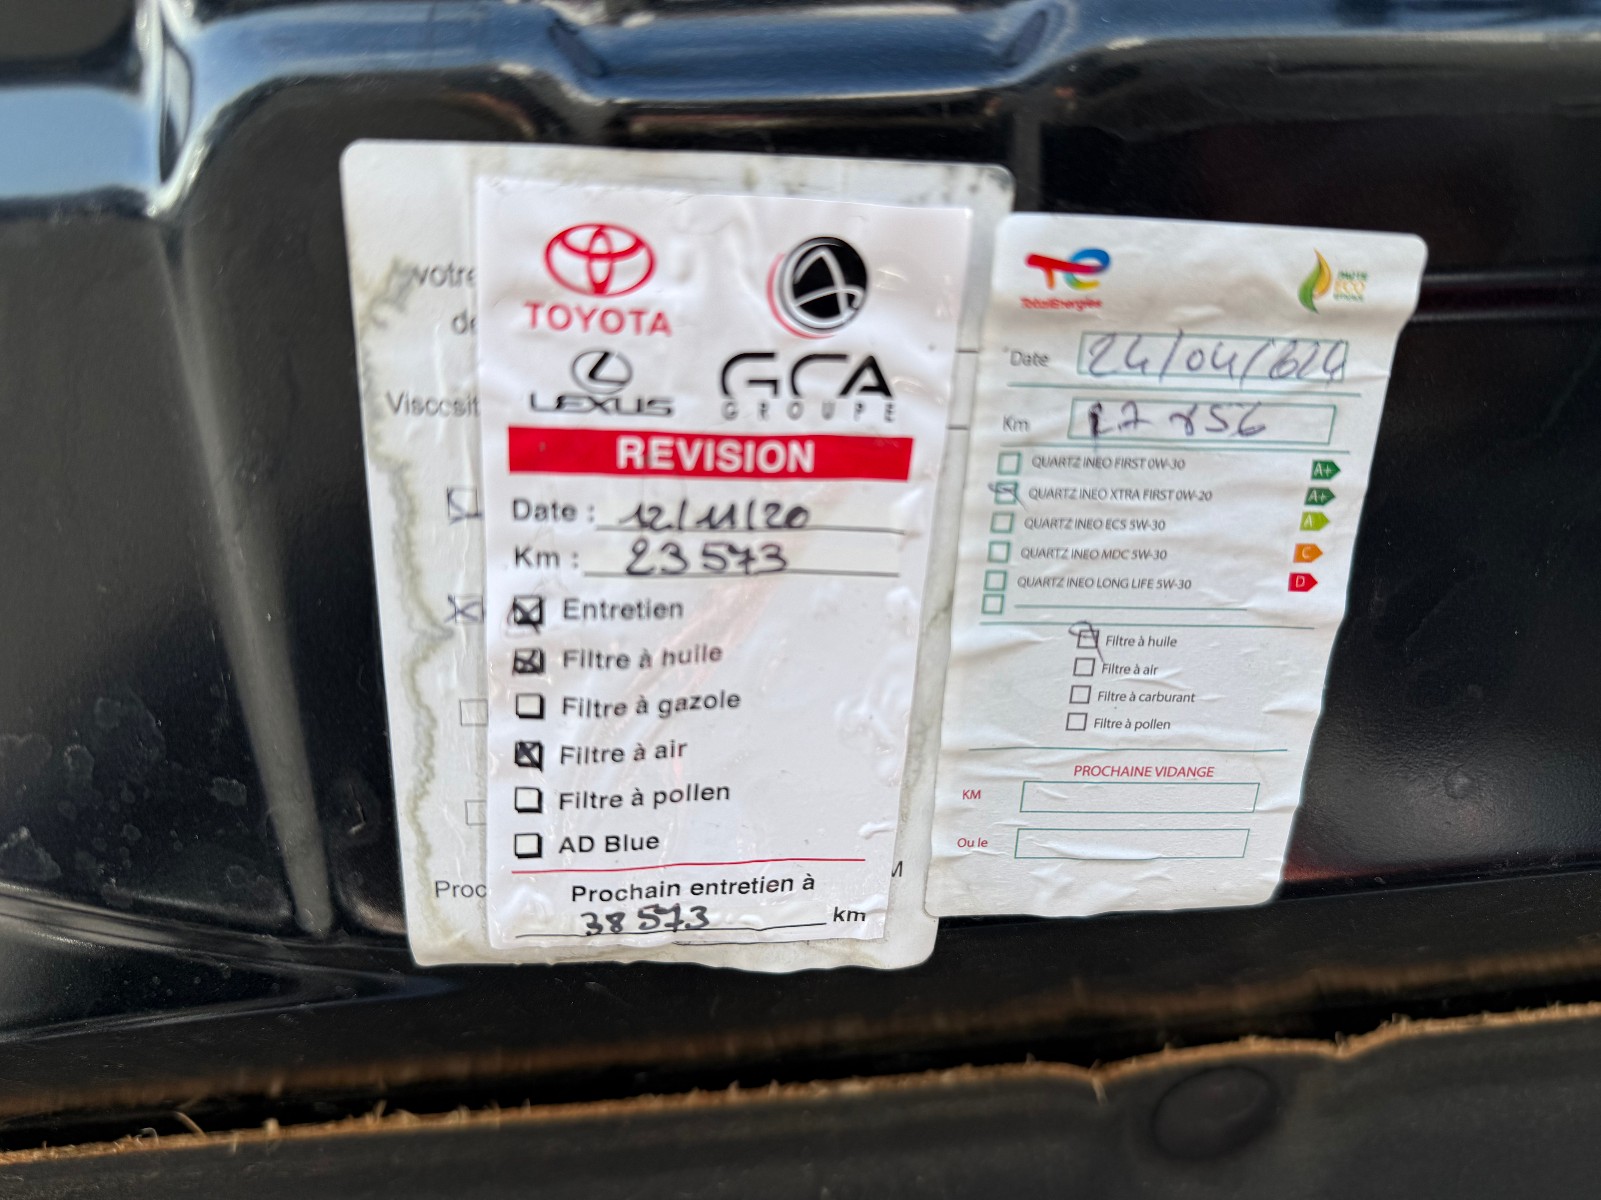 votre
de
Viscosit
Proc
M
TOYOTA
LEXUS
GCA
GROUPE
REVISION
Date : 12/11/20
Km : 23573
Entretien
Filtre à huile
Filtre à gazole
Filtre à air
Filtre à pollen
AD Blue
Prochain entretien à
38573 km
TotalEnergies
ECO
Date 24/04/2024
Km
QUARTZ INEO FIRST 0W-30 A+
QUARTZ INEO XTRA FIRST 0W-20 A+
QUARTZ INEO ECS 5W-30 A
QUARTZ INEO MDC 5W-30 C
QUARTZ INEO LONG LIFE 5W-30 D
Filtre à huile
Filtre à air
Filtre à carburant
Filtre à pollen
PROCHAINE VIDANGE
KM
Ou le